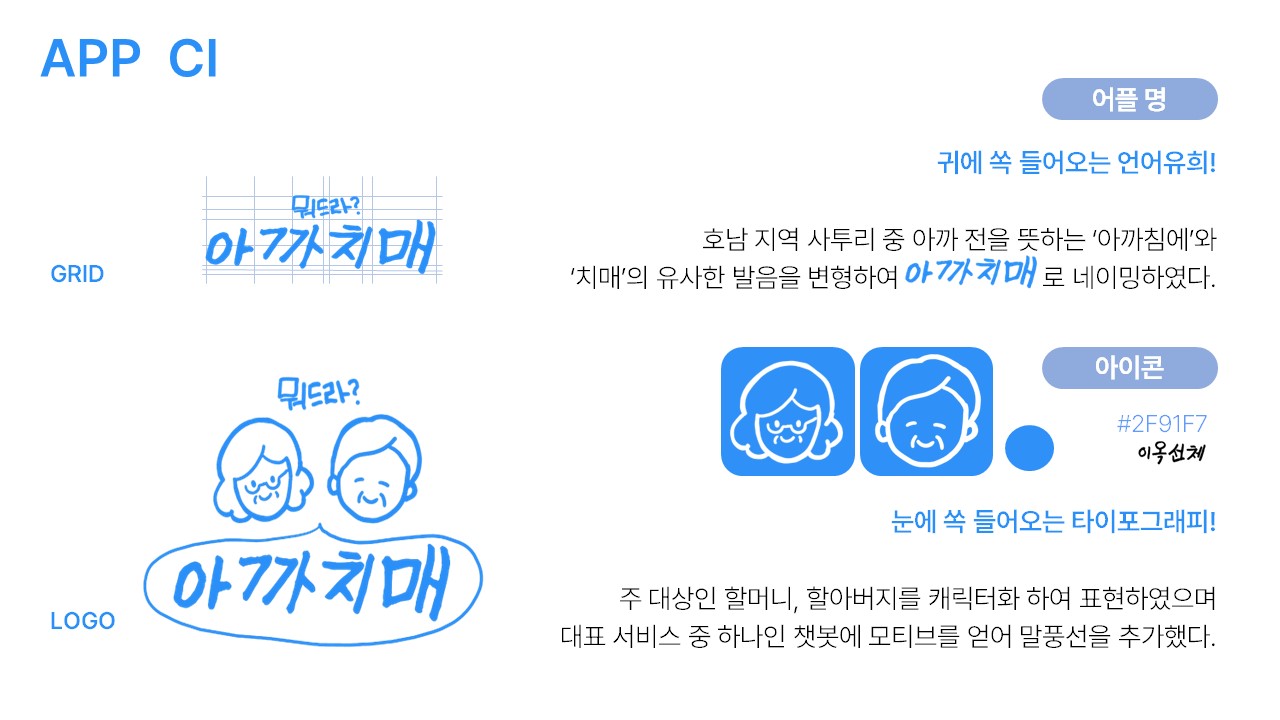 APP CI
어플 명
귀에 쏙 들어오는 언어유희!
뭐드라?
아까치매
GRID
호남 지역 사투리 중 아까 전을 뜻하는 ‘아까침에’와
‘치매’의 유사한 발음을 변형하여 아까치매 로 네이밍하였다.
아이콘
#2F91F7
이옥선체
뭐드라?
아까치매
LOGO
눈에 쏙 들어오는 타이포그래피!
주 대상인 할머니, 할아버지를 캐릭터화 하여 표현하였으며
대표 서비스 중 하나인 챗봇에 모티브를 얻어 말풍선을 추가했다.